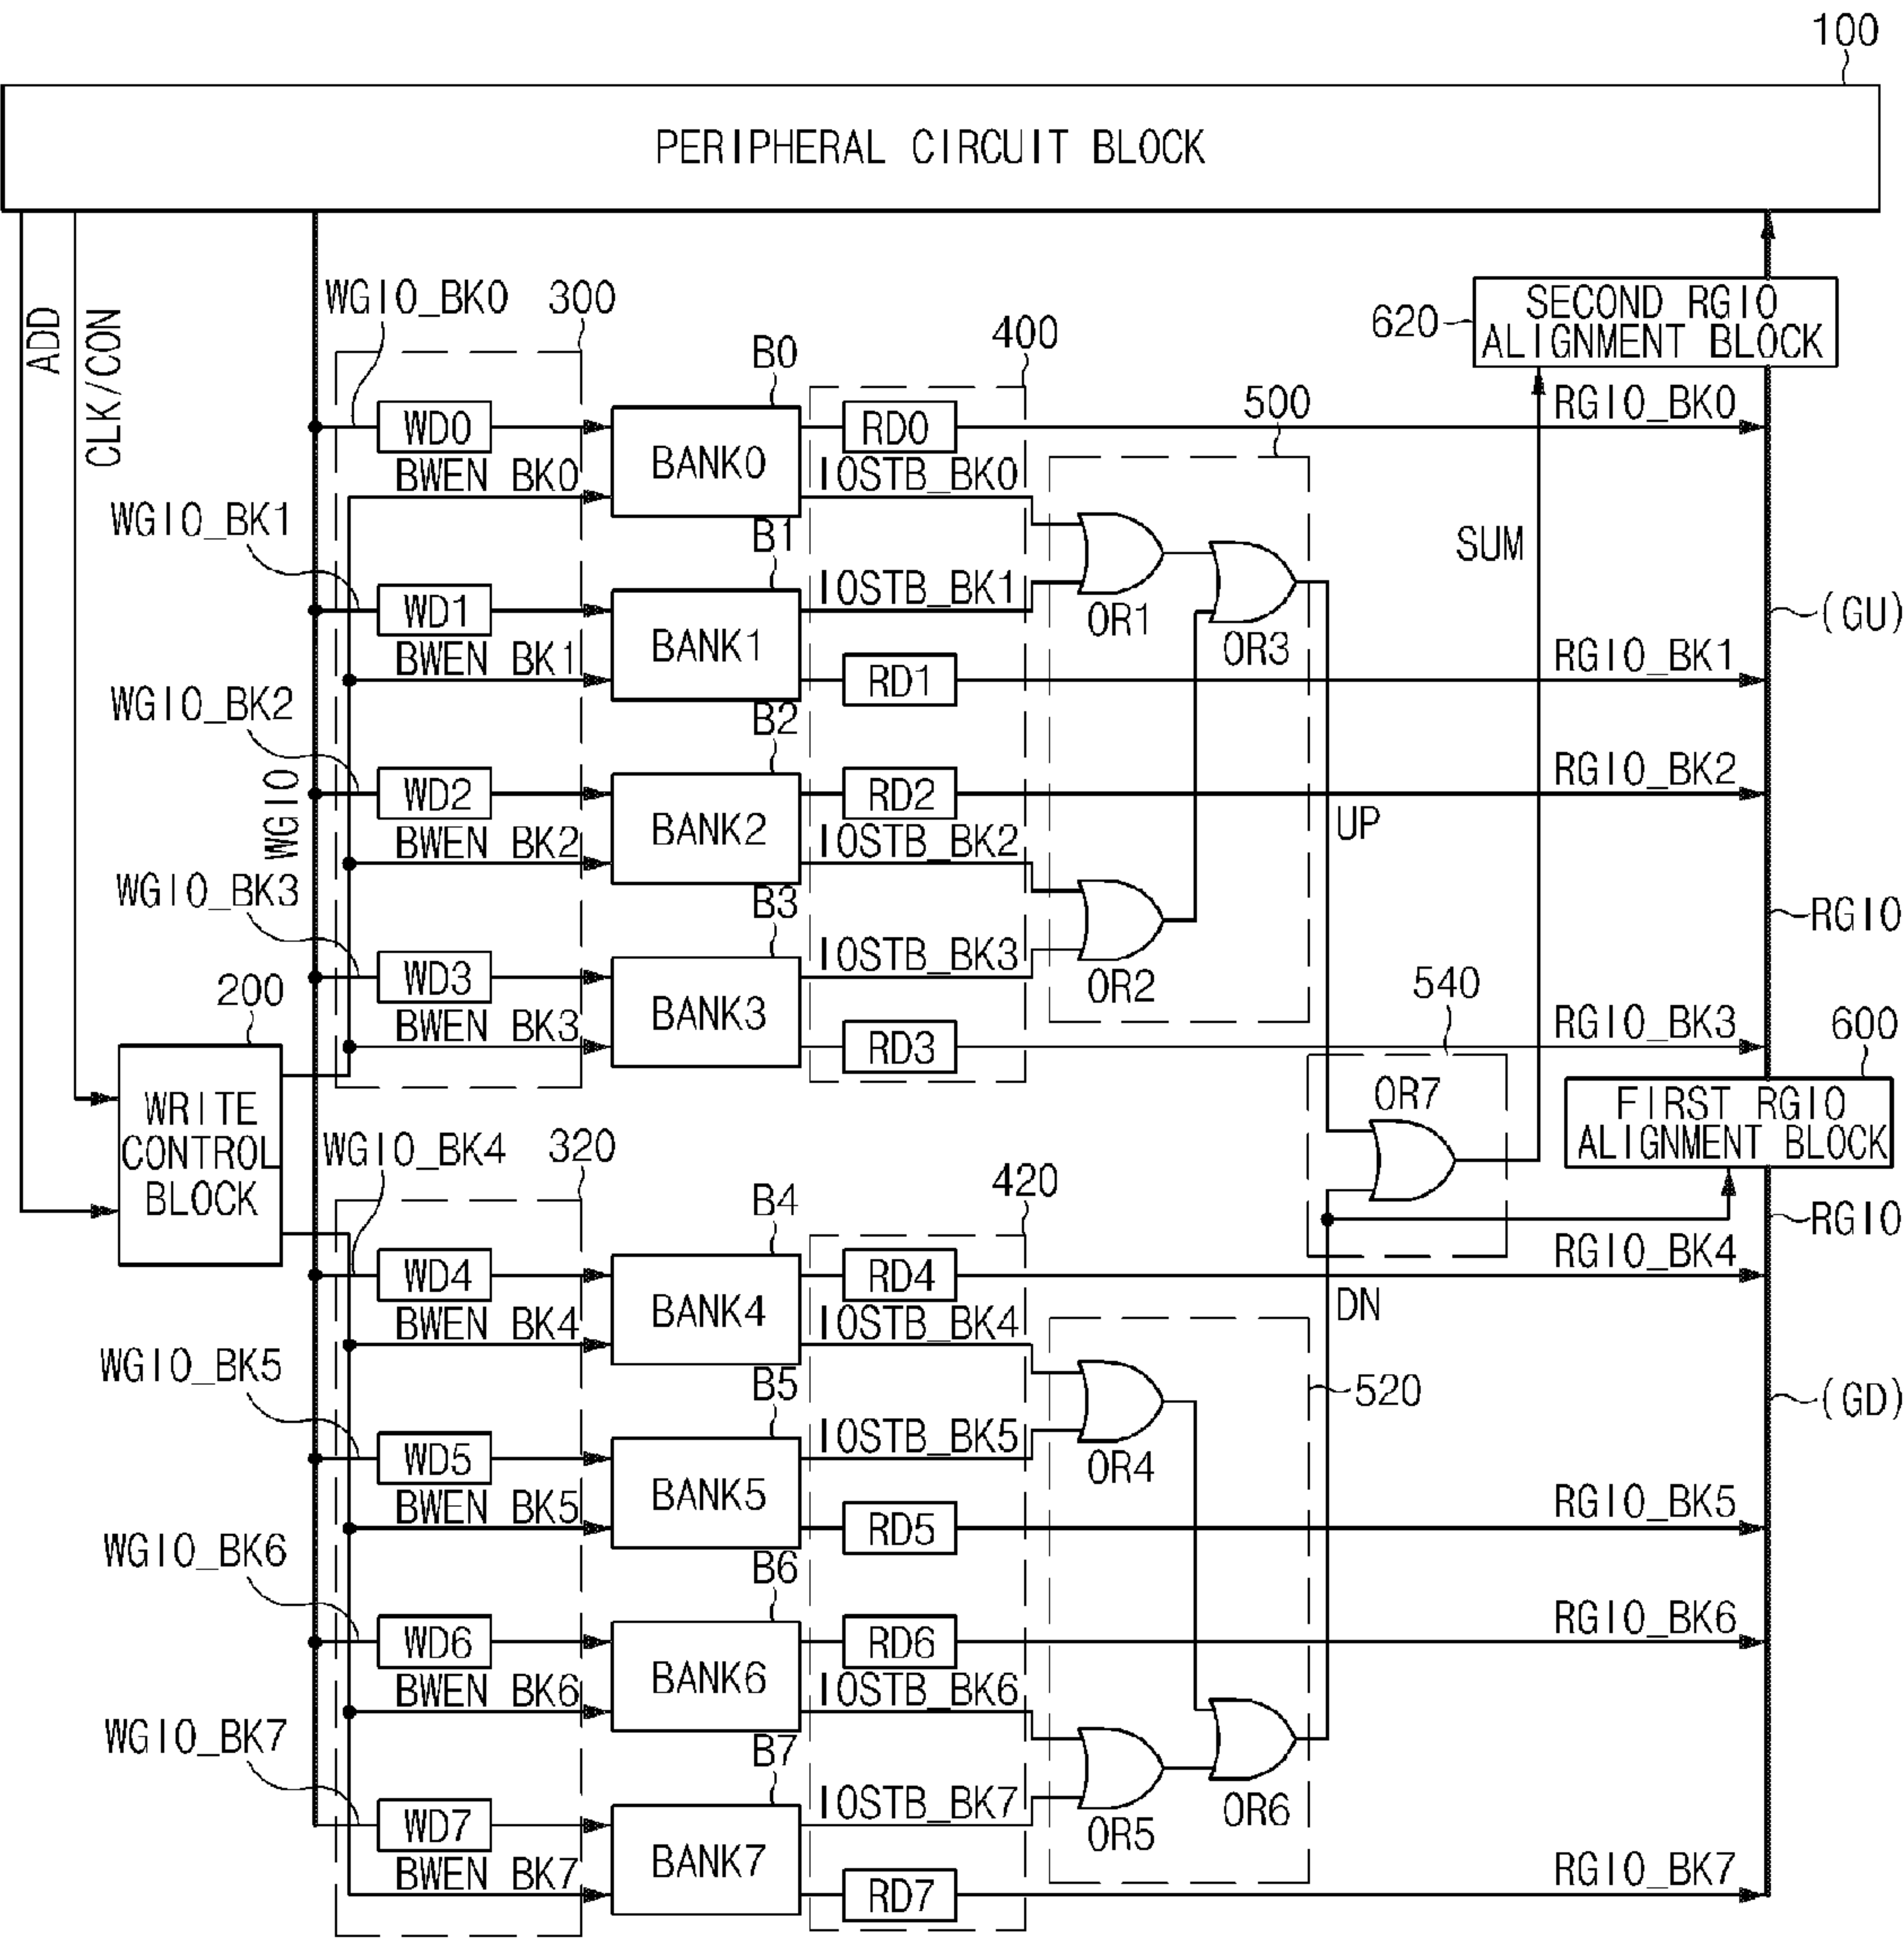 100
PERIPHERAL CIRCUIT BLOCK
ADD
CLK/CON
WGIO_BK0
300
B0
400
620
SECOND RGIO
ALIGNMENT BLOCK
WD0
BANK0
RD0
500
RGIO_BK0
BWEN_BK0
IOSTB_BK0
WGIO_BK1
B1
SUM
WD1
BANK1
IOSTB_BK1
OR1
OR3
(GU)
BWEN_BK1
RD1
RGIO_BK1
WGIO_BK2
B2
WGIO
WD2
BANK2
RD2
RGIO_BK2
BWEN_BK2
IOSTB_BK2
UP
WGIO_BK3
B3
RGIO
WD3
BANK3
IOSTB_BK3
OR2
540
200
BWEN_BK3
RD3
RGIO_BK3
600
WRITE
CONTROL
BLOCK
OR7
FIRST RGIO
ALIGNMENT BLOCK
WGIO_BK4
320
B4
420
RGIO
WD4
BANK4
RD4
RGIO_BK4
BWEN_BK4
IOSTB_BK4
DN
WGIO_BK5
B5
520
(GD)
WD5
BANK5
IOSTB_BK5
OR4
BWEN_BK5
RD5
RGIO_BK5
WGIO_BK6
B6
WD6
BANK6
RD6
RGIO_BK6
BWEN_BK6
IOSTB_BK6
WGIO_BK7
B7
WD7
BANK7
IOSTB_BK7
OR5
OR6
BWEN_BK7
RD7
RGIO_BK7